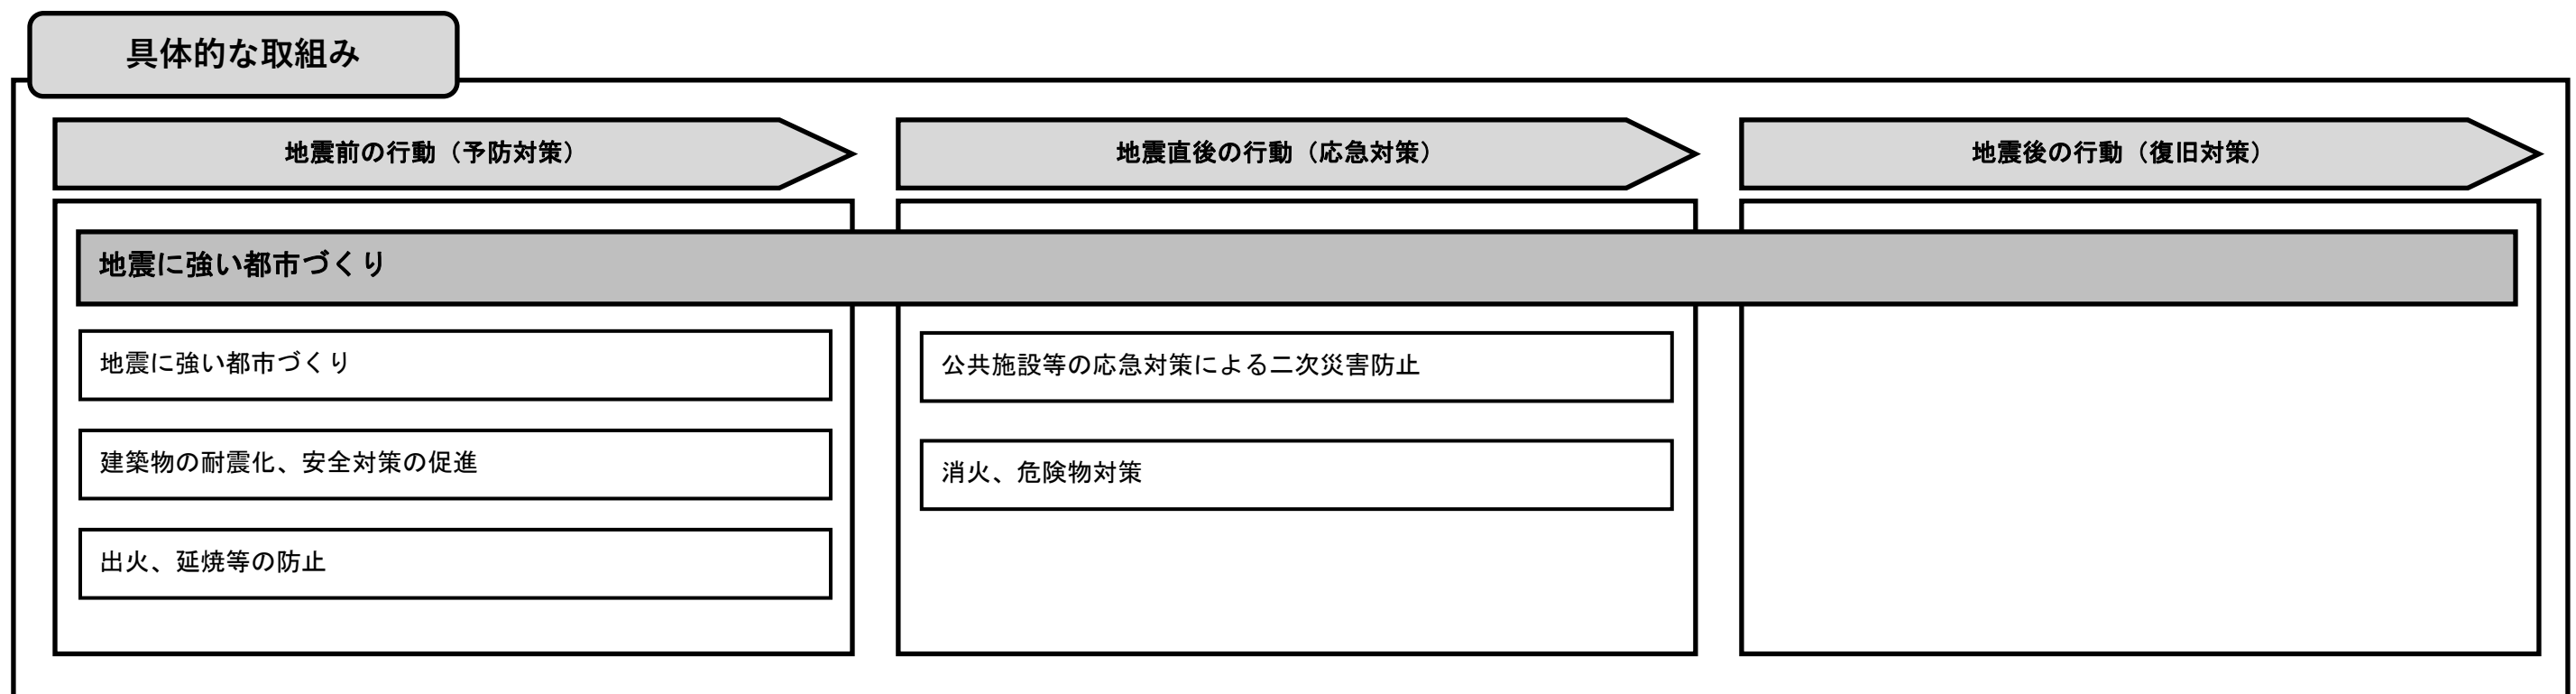 具体的な取組み
地震前の行動（予防対策）
地震直後の行動（応急対策）
地震後の行動（復旧対策）
地震に強い都市づくり
地震に強い都市づくり
建築物の耐震化、安全対策の促進
出火、延焼等の防止
公共施設等の応急対策による二次災害防止
消火、危険物対策